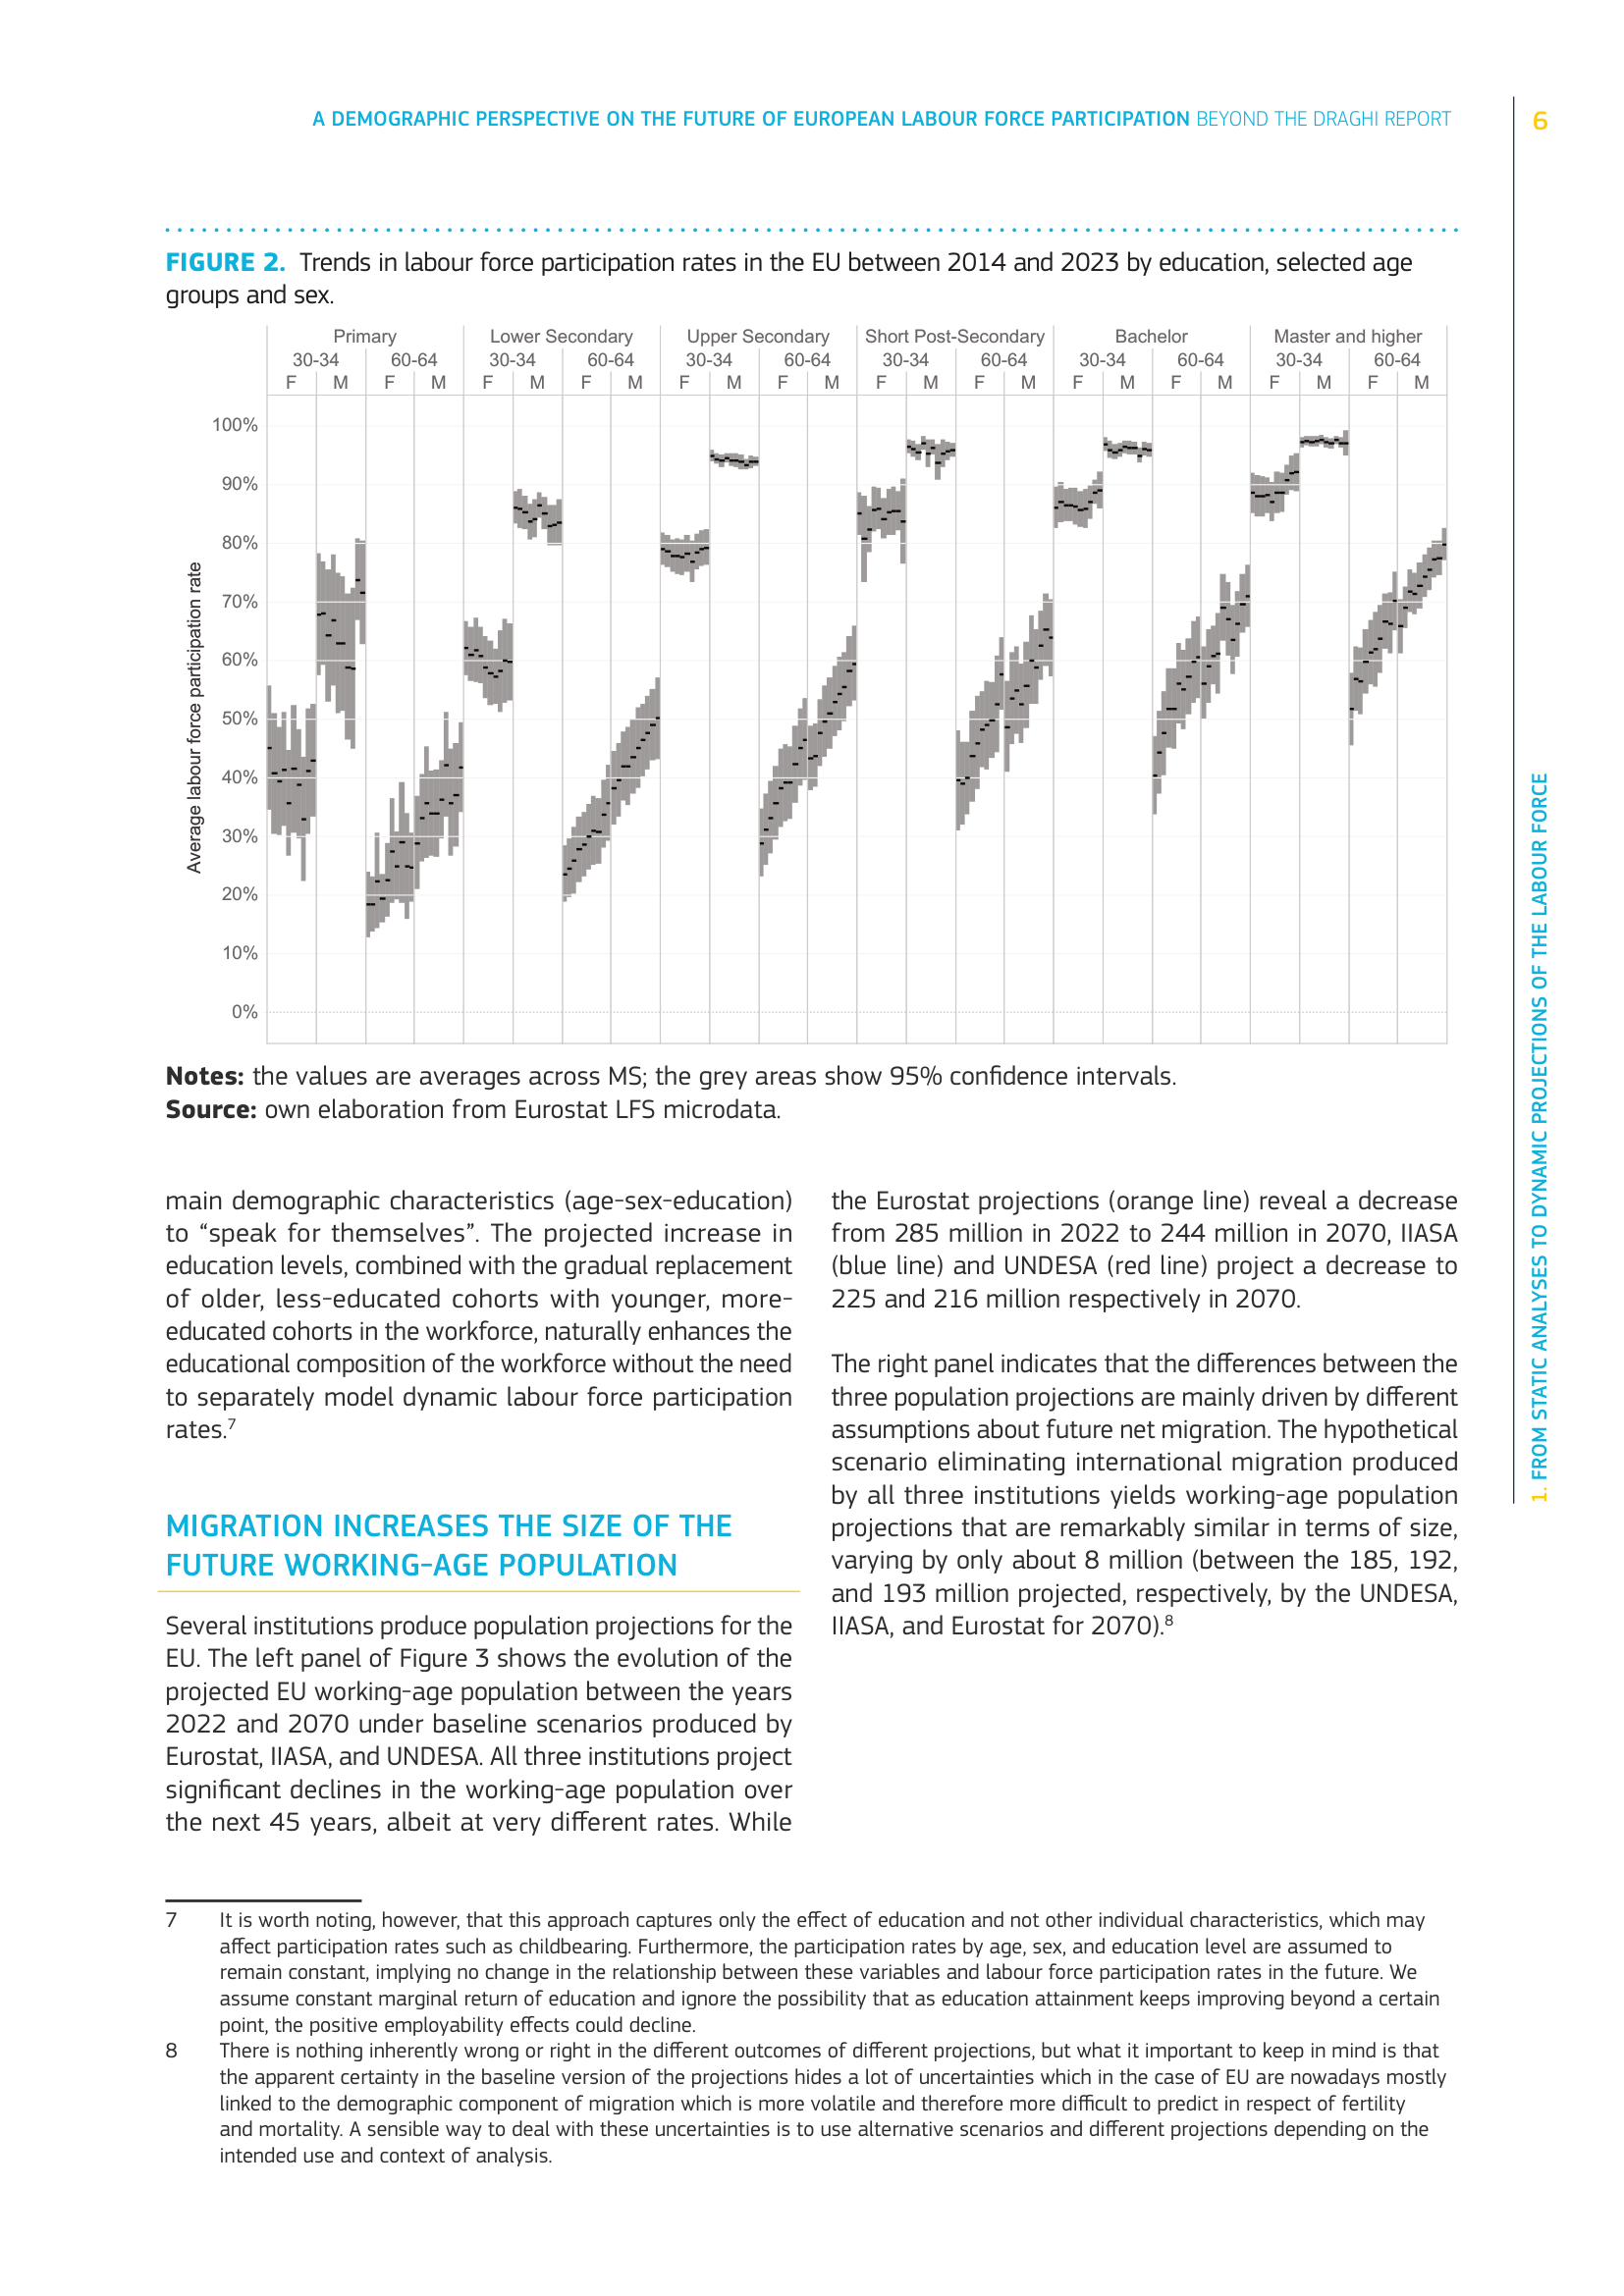 A DEMOGRAPHIC PERSPECTIVE ON THE FUTURE OF EUROPEAN LABOUR FORCE PARTICIPATION BEYOND THE DRAGHI REPORT
6
FIGURE 2. Trends in labour force participation rates in the EU between 2014 and 2023 by education, selected age
groups and sex.
Primary Lower Secondary Upper Secondary Short Post-Secondary Bachelor Master and higher
30-34 60-64 30-34 60-64 30-34 60-64 30-34 60-64 30-34 60-64 30-34 60-64
F M F M F M F M F M F M F M F M F M F M F M F M
Average labour force participation rate
100%
90%
80%
70%
60%
50%
40%
30%
20%
10%
0%
Notes: the values are averages across MS; the grey areas show 95% confidence intervals.
Source: own elaboration from Eurostat LFS microdata.
main demographic characteristics (age-sex-education)
to “speak for themselves”. The projected increase in
education levels, combined with the gradual replacement
of older, less-educated cohorts with younger, more-
educated cohorts in the workforce, naturally enhances the
educational composition of the workforce without the need
to separately model dynamic labour force participation
rates.7
MIGRATION INCREASES THE SIZE OF THE
FUTURE WORKING-AGE POPULATION
Several institutions produce population projections for the
EU. The left panel of Figure 3 shows the evolution of the
projected EU working-age population between the years
2022 and 2070 under baseline scenarios produced by
Eurostat, IIASA, and UNDESA. All three institutions project
significant declines in the working-age population over
the next 45 years, albeit at very different rates. While
the Eurostat projections (orange line) reveal a decrease
from 285 million in 2022 to 244 million in 2070, IIASA
(blue line) and UNDESA (red line) project a decrease to
225 and 216 million respectively in 2070.
The right panel indicates that the differences between the
three population projections are mainly driven by different
assumptions about future net migration. The hypothetical
scenario eliminating international migration produced
by all three institutions yields working-age population
projections that are remarkably similar in terms of size,
varying by only about 8 million (between the 185, 192,
and 193 million projected, respectively, by the UNDESA,
IIASA, and Eurostat for 2070).8
7 It is worth noting, however, that this approach captures only the effect of education and not other individual characteristics, which may
affect participation rates such as childbearing. Furthermore, the participation rates by age, sex, and education level are assumed to
remain constant, implying no change in the relationship between these variables and labour force participation rates in the future. We
assume constant marginal return of education and ignore the possibility that as education attainment keeps improving beyond a certain
point, the positive employability effects could decline.
8 There is nothing inherently wrong or right in the different outcomes of different projections, but what it important to keep in mind is that
the apparent certainty in the baseline version of the projections hides a lot of uncertainties which in the case of EU are nowadays mostly
linked to the demographic component of migration which is more volatile and therefore more difficult to predict in respect of fertility
and mortality. A sensible way to deal with these uncertainties is to use alternative scenarios and different projections depending on the
intended use and context of analysis.
1. FROM STATIC ANALYSES TO DYNAMIC PROJECTIONS OF THE LABOUR FORCE